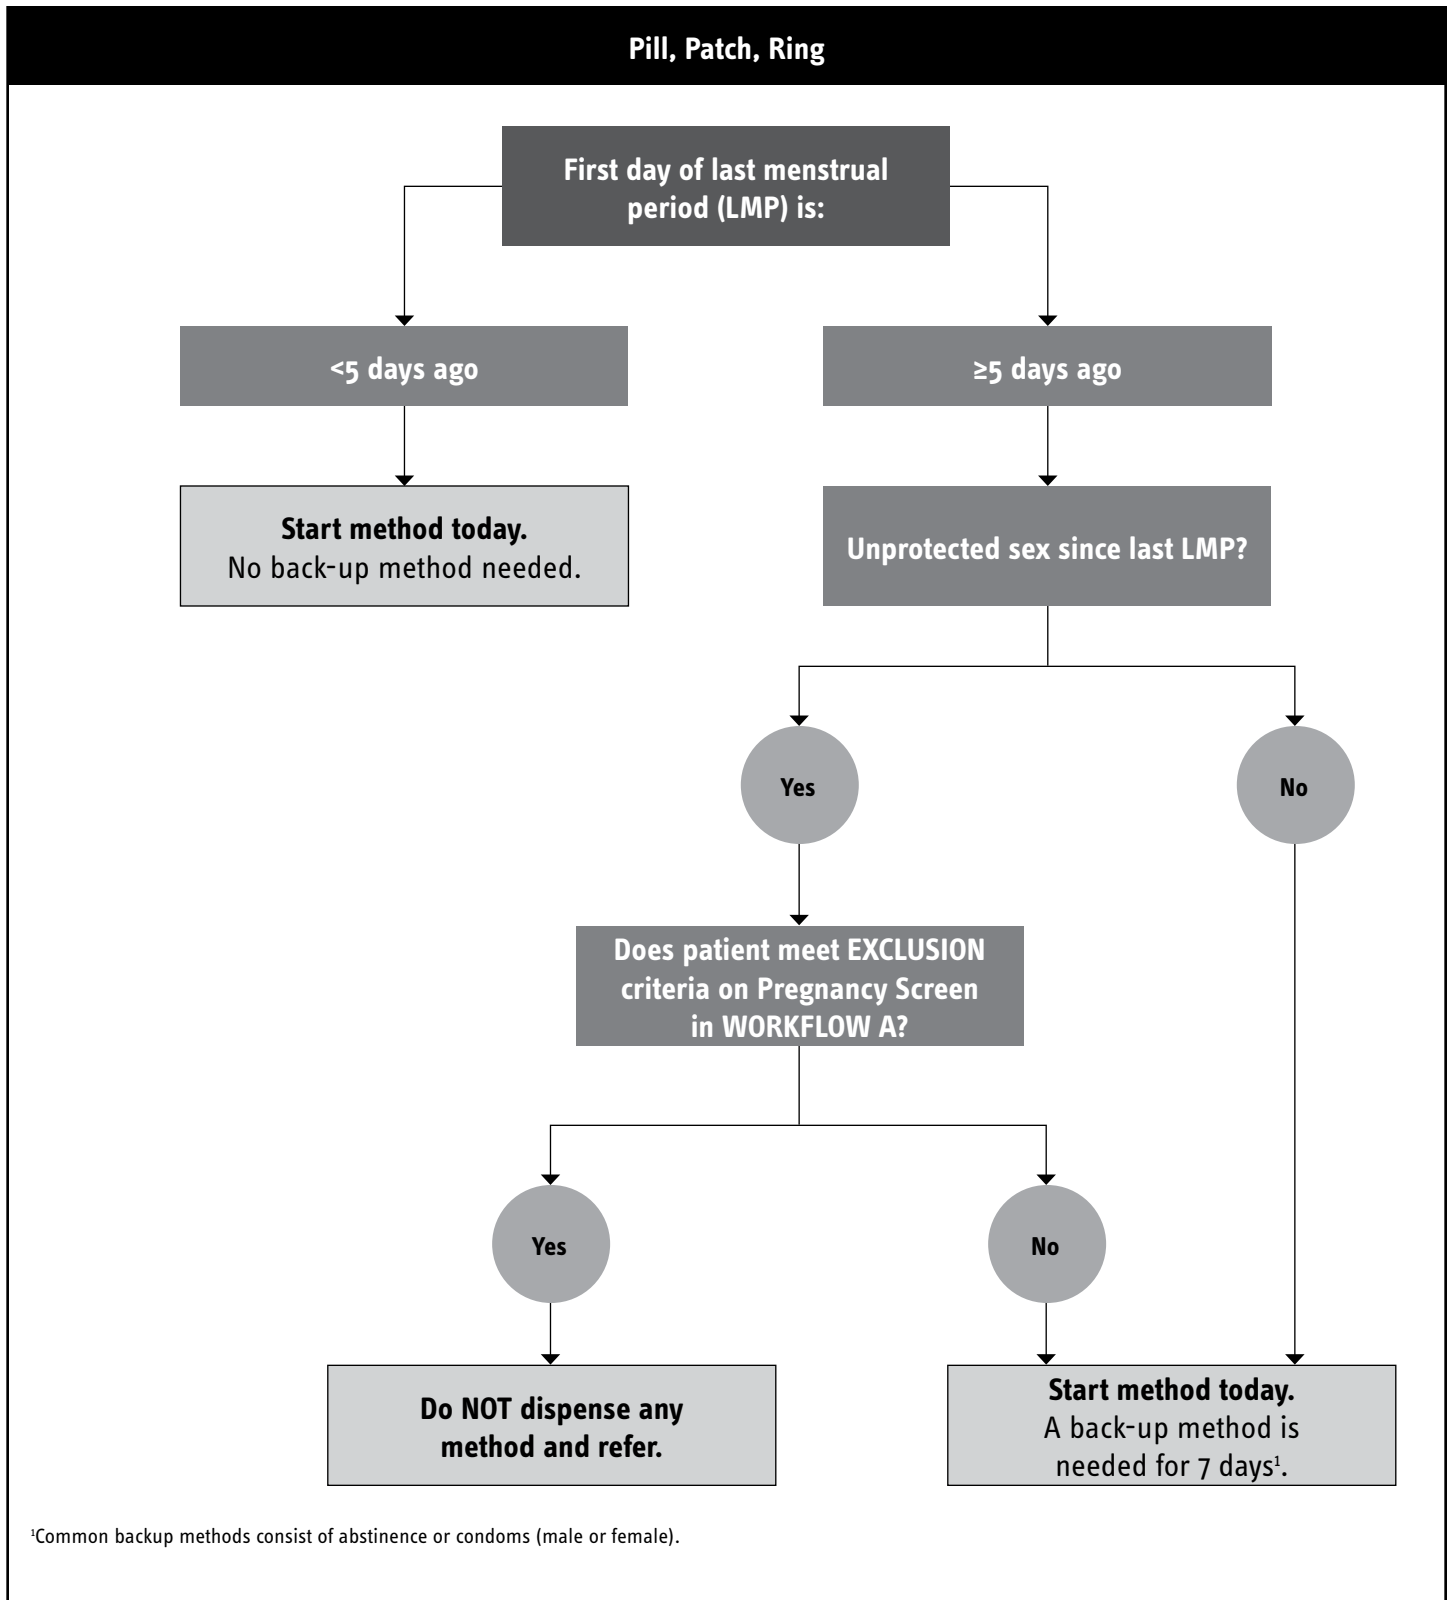 Pill, Patch, Ring
First day of last menstrual
period (LMP) is:
<5 days ago
≥5 days ago
Start method today.
No back-up method needed.
Unprotected sex since last LMP?
Yes
No
Does patient meet EXCLUSION
criteria on Pregnancy Screen
in WORKFLOW A?
Yes
No
Do NOT dispense any
method and refer.
Start method today.
A back-up method is
needed for 7 days¹.
¹Common backup methods consist of abstinence or condoms (male or female).